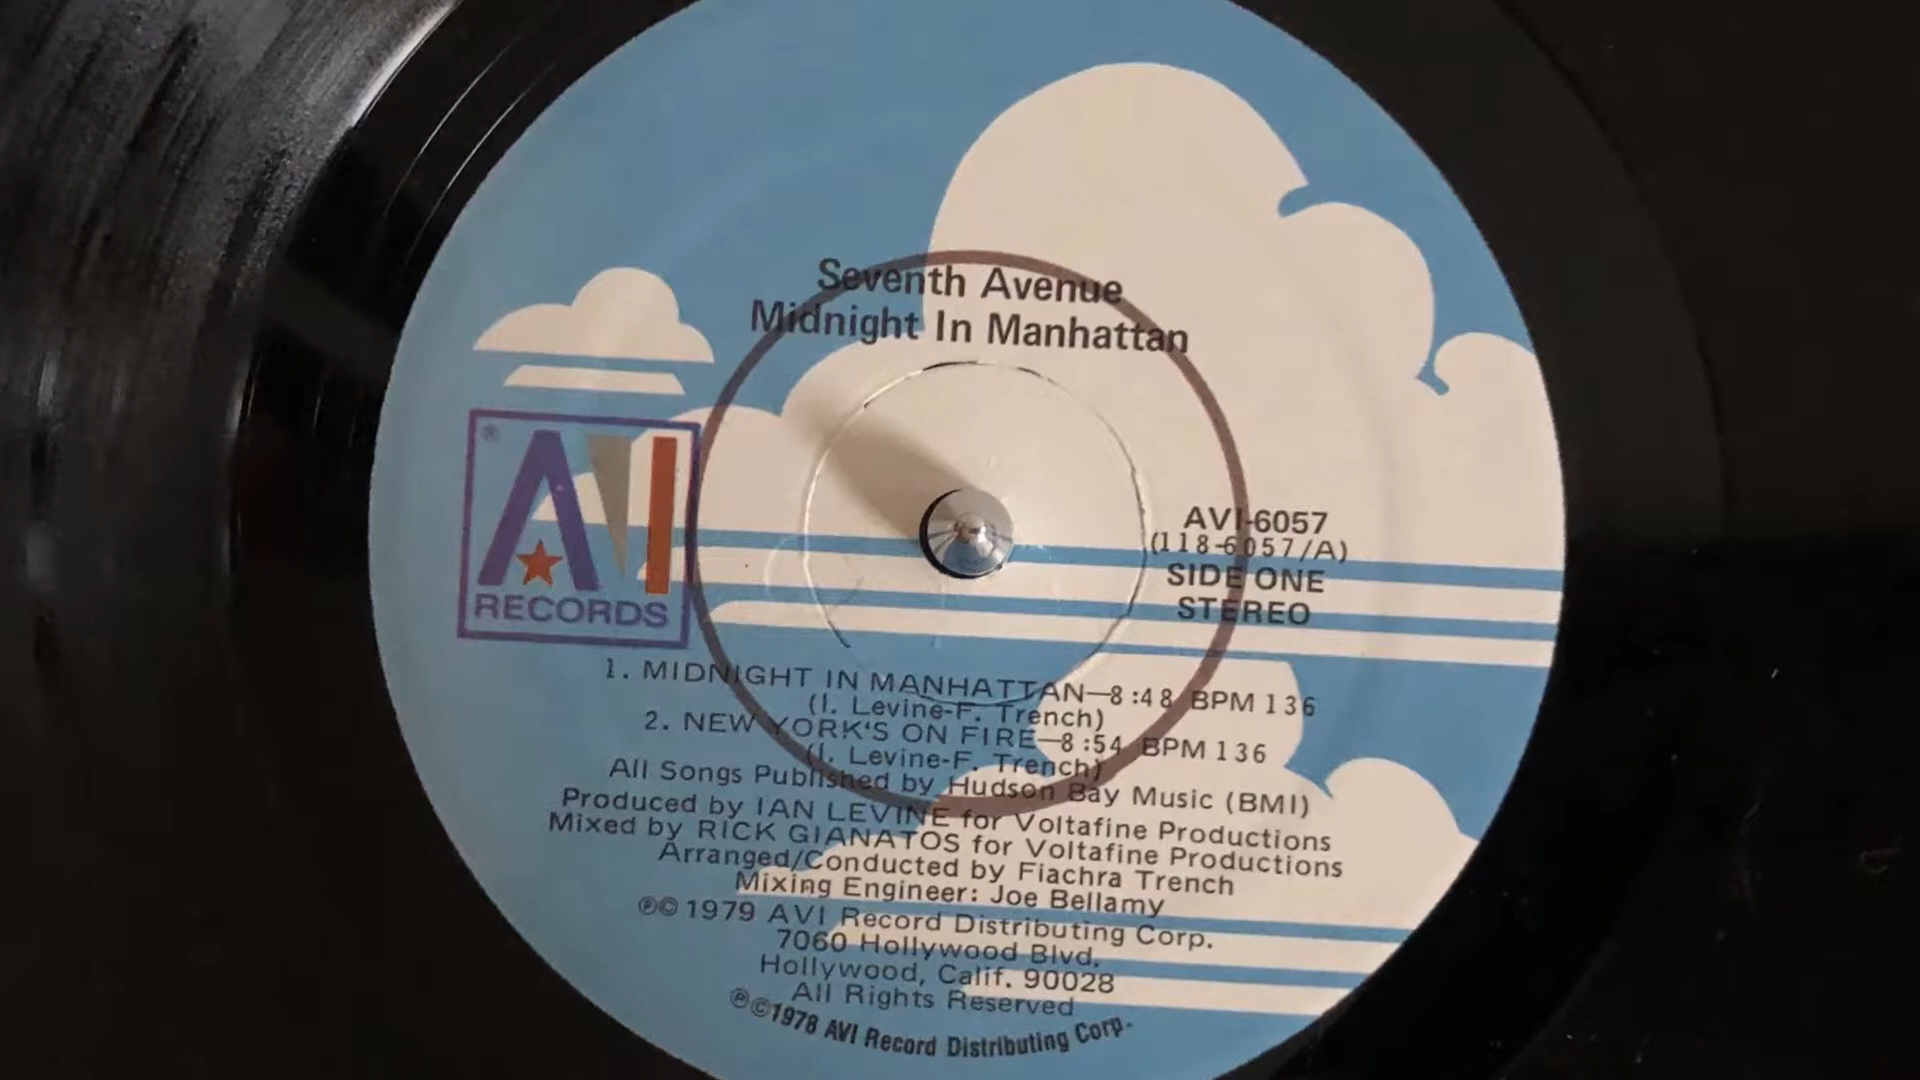 Seventh Avenue
Midnight In Manhattan
® AVI
RECORDS
AVI-6057
(118-6057/A)
SIDE ONE
STEREO
1. MIDNIGHT IN MANHATTAN—8:48 BPM 136
(I. Levine-F. Trench)
2. NEW YORK'S ON FIRE—8:54 BPM 136
(I. Levine-F. Trench)
All Songs Published by Hudson Bay Music (BMI)
Produced by IAN LEVINE for Voltafine Productions
Mixed by RICK GIANATOS for Voltafine Productions
Arranged/Conducted by Fiachra Trench
Mixing Engineer: Joe Bellamy
℗© 1979 AVI Record Distributing Corp.
7060 Hollywood Blvd.
Hollywood, Calif. 90028
All Rights Reserved
℗©1978 AVI Record Distributing Corp.